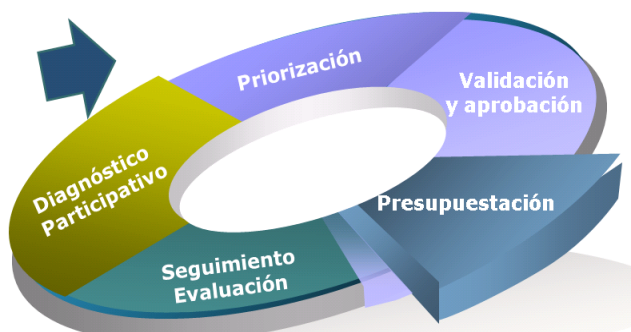 Diagnóstico
Participativo
Priorización
Validación
y aprobación
Presupuestación
Seguimiento
Evaluación